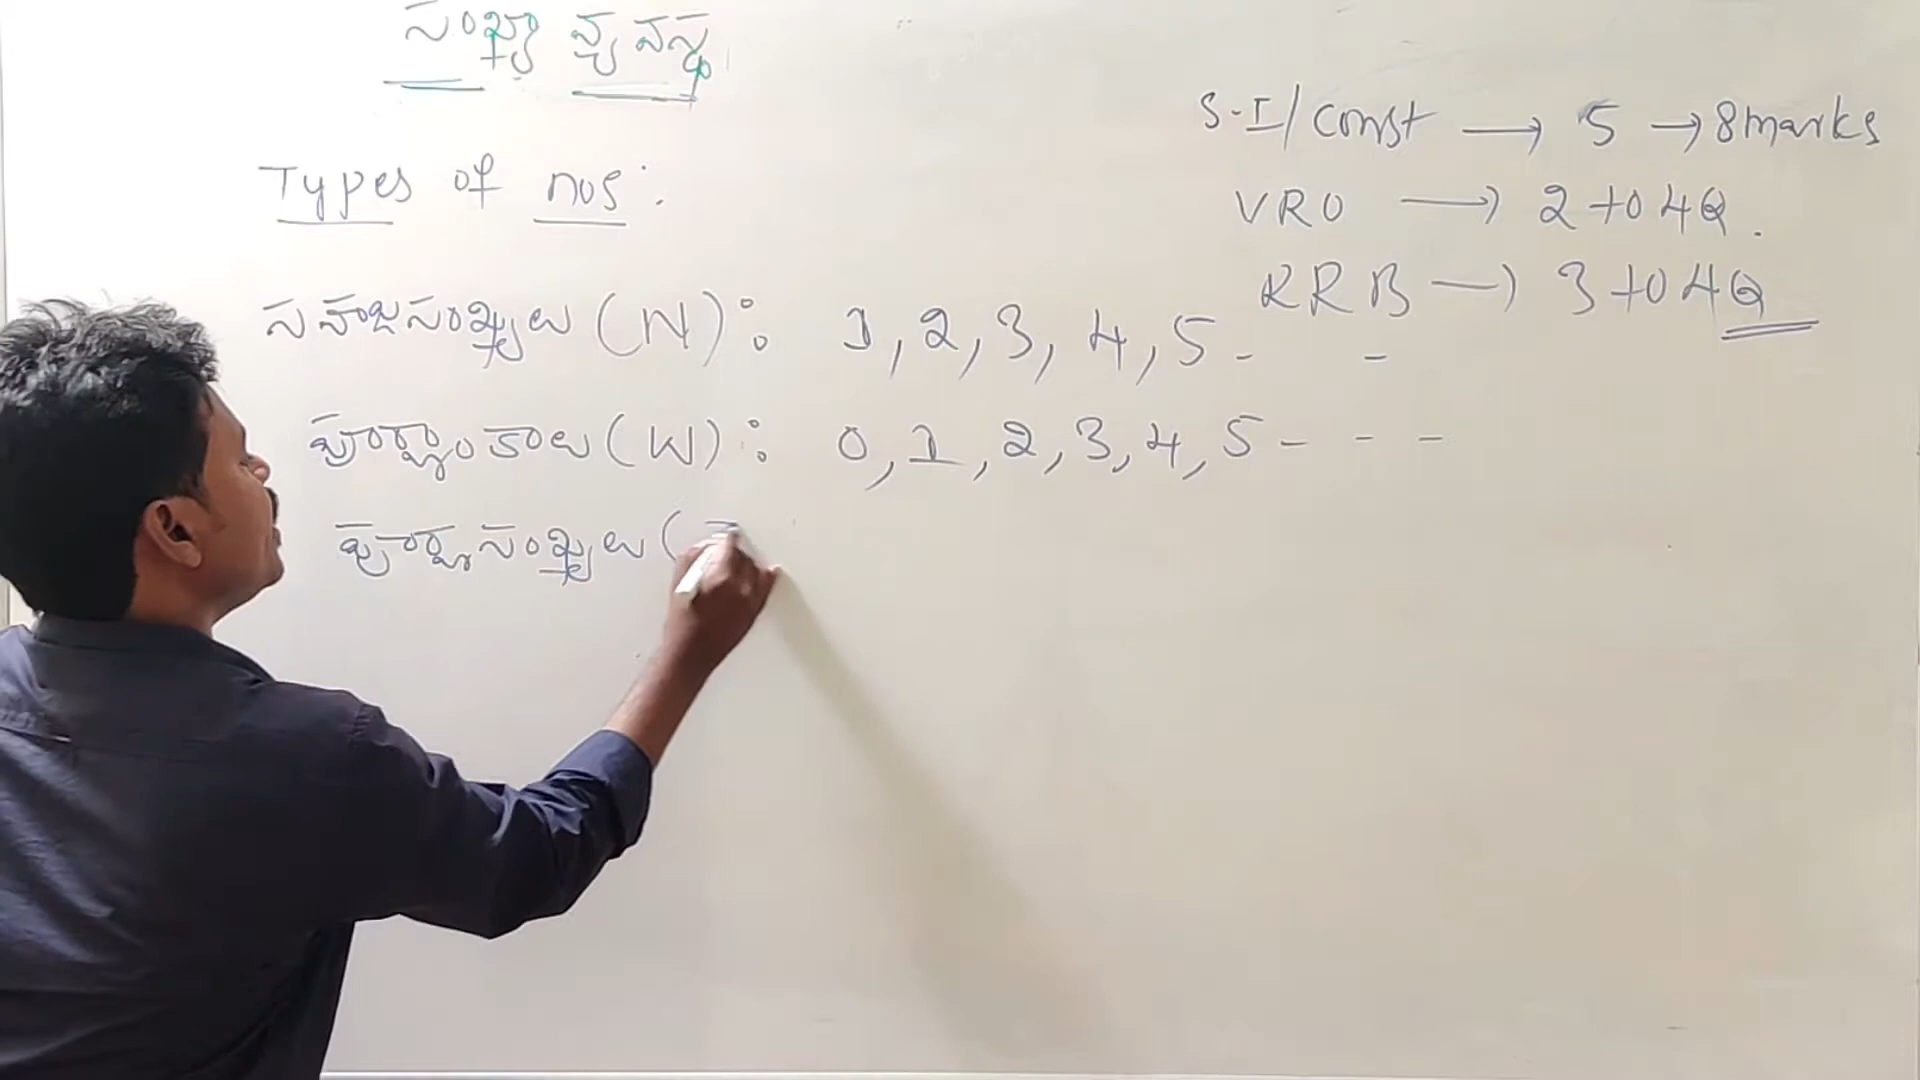 సంఖ్యా వ్యవస్థ
Types of nos:
సహజసంఖ్యలు (N): 1, 2, 3, 4, 5 - -
పూర్ణాంకాలు (W): 0, 1, 2, 3, 4, 5 - - -
పూర్ణసంఖ్యలు (
S.I/Const → 5 → 8marks
VRO → 2 to 4Q.
RRB → 3 to 4Q